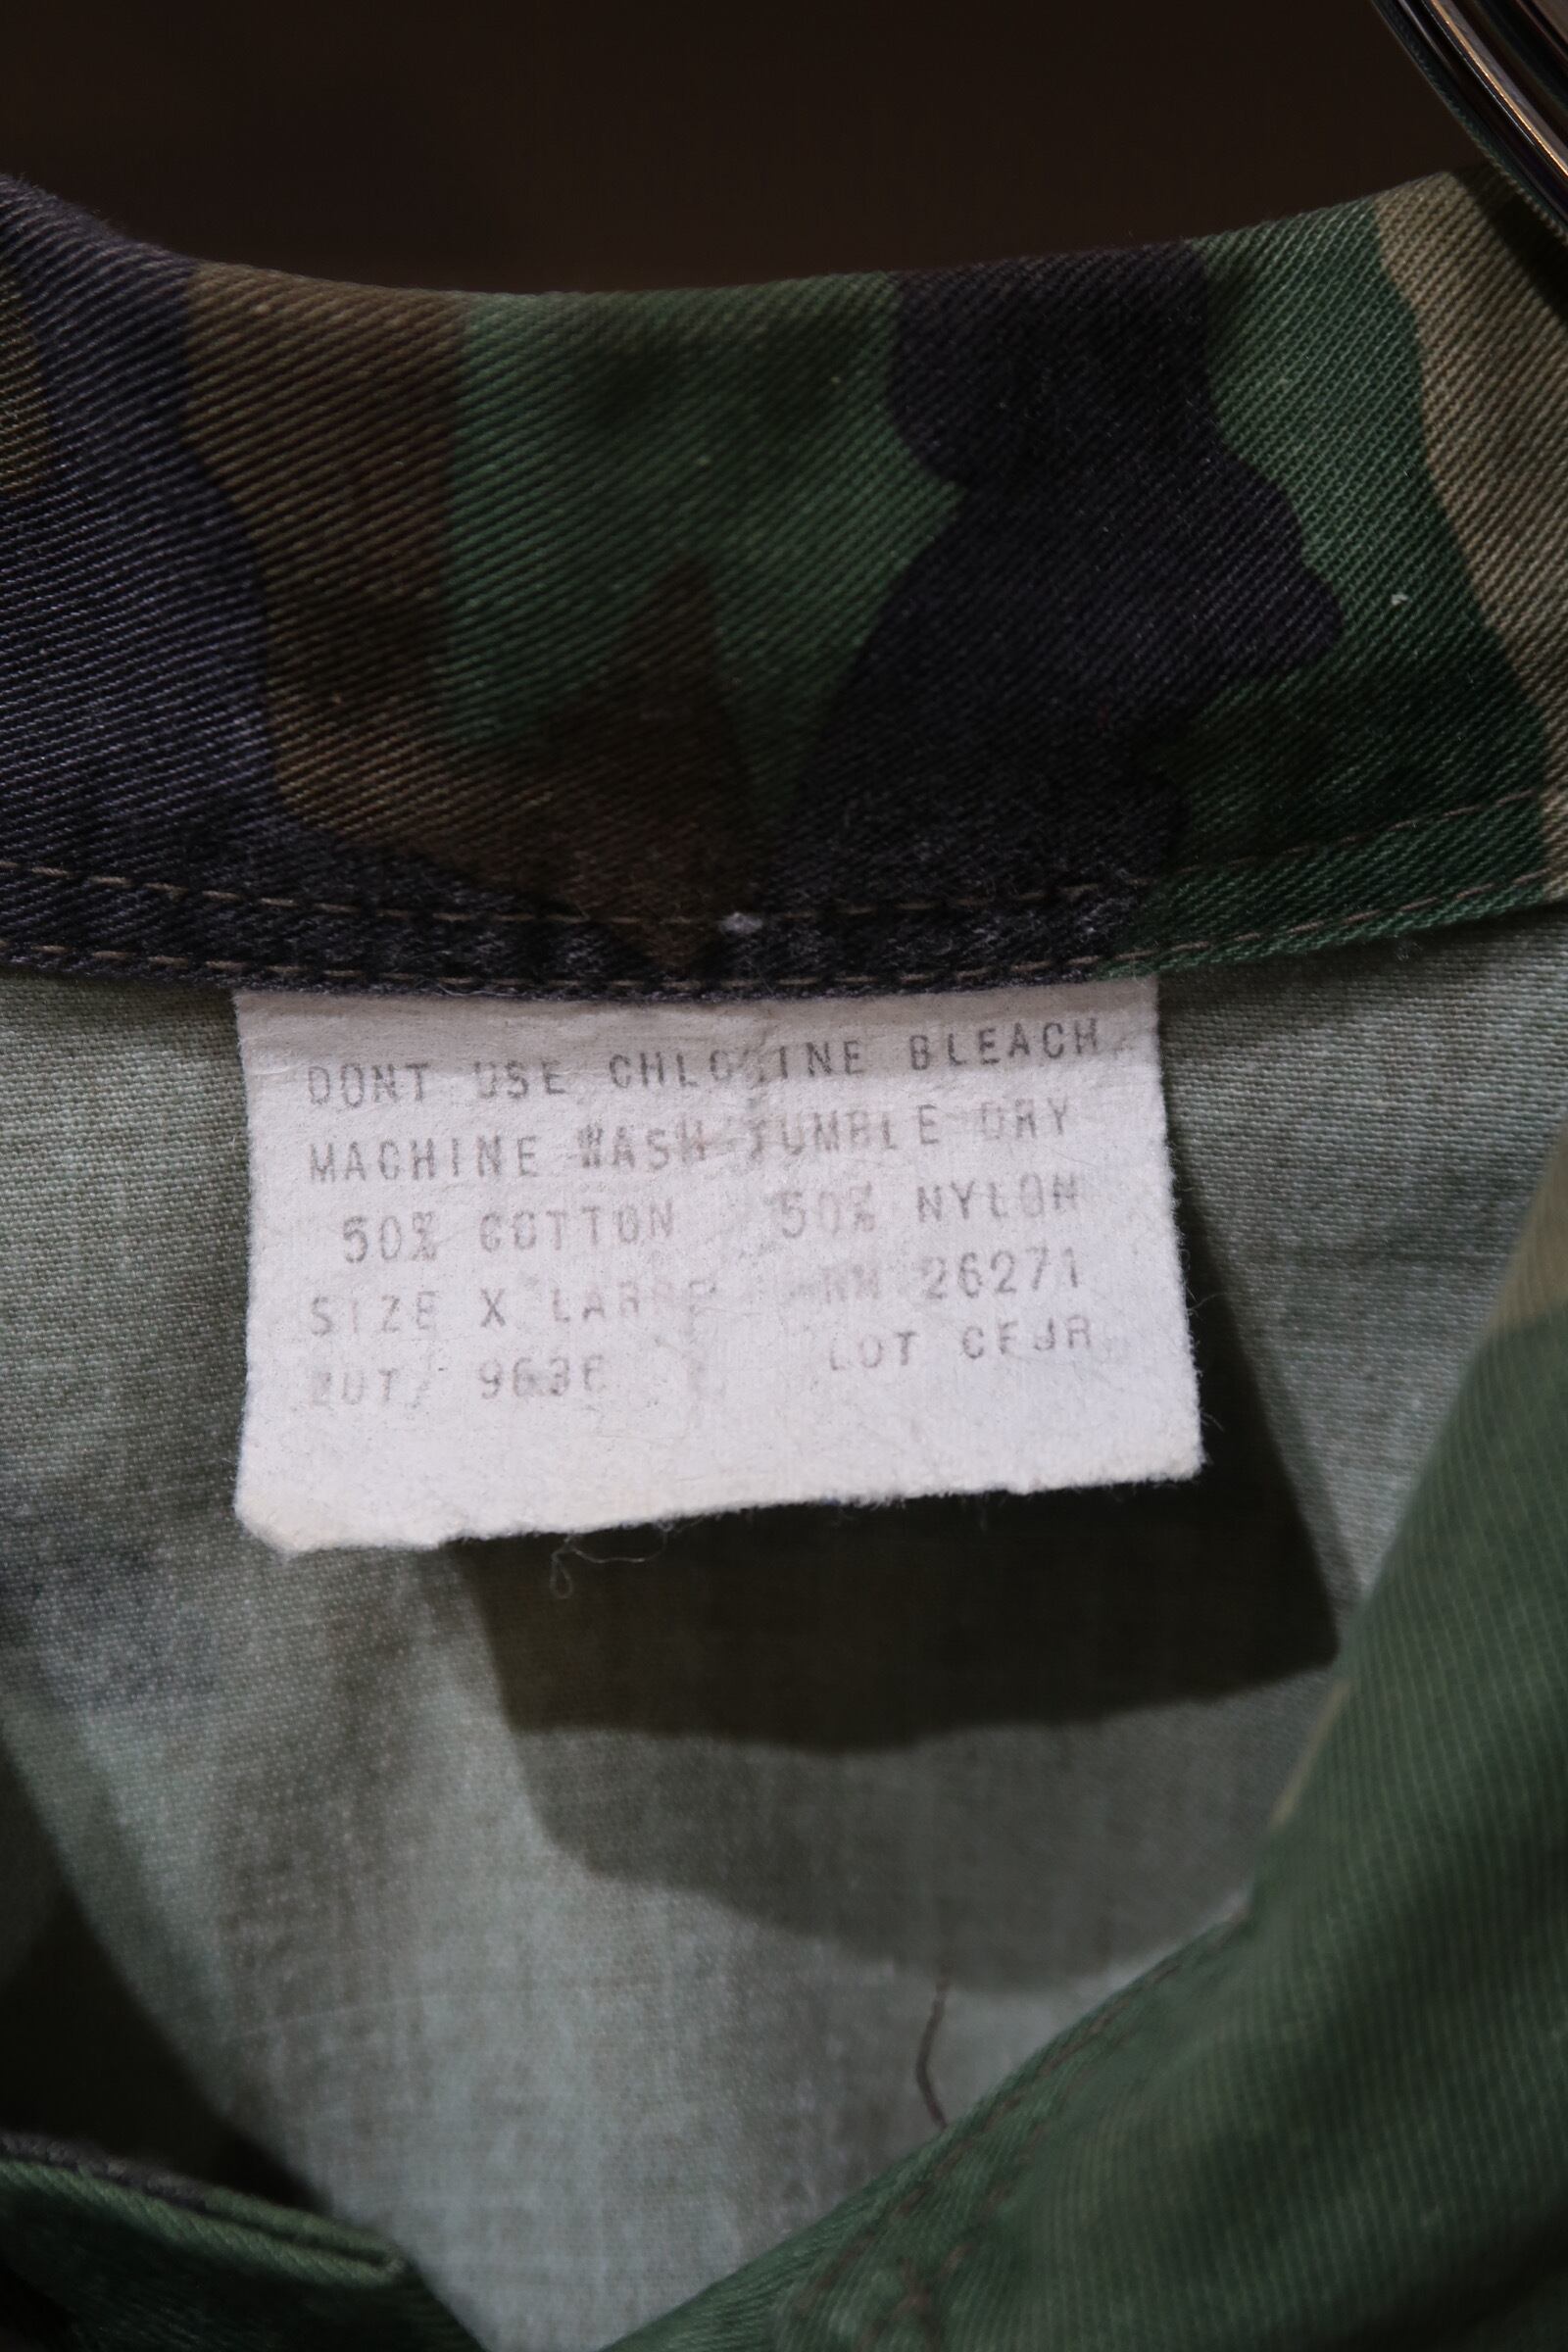 DONT USE CHLORINE BLEACH
MACHINE WASH TUMBLE DRY
50% COTTON 50% NYLON
SIZE X LARGE RN 26271
CUT 9636 LOT CFJR